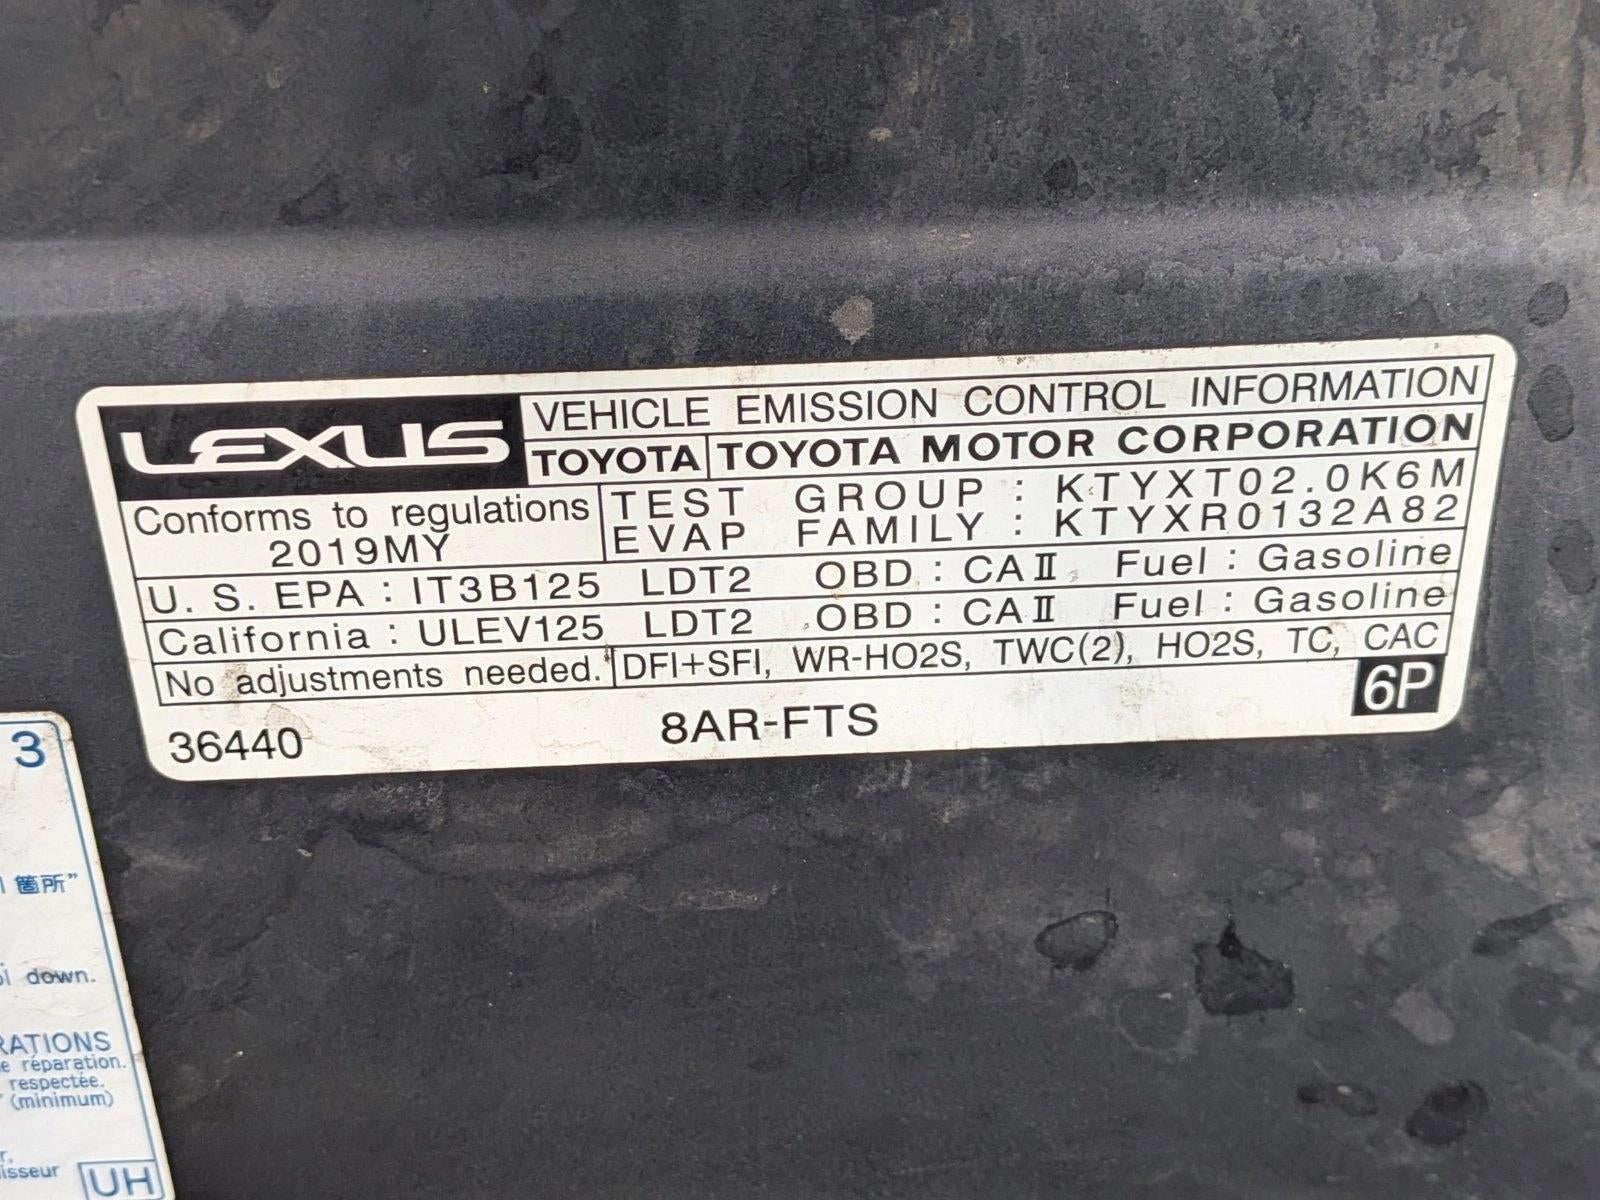 LEXUS
VEHICLE EMISSION CONTROL INFORMATION
TOYOTA TOYOTA MOTOR CORPORATION
Conforms to regulations
2019MY
TEST GROUP : KTYXT02.0K6M
EVAP FAMILY : KTYXR0132A82
U. S. EPA : IT3B125 LDT2 OBD : CAⅡ, Fuel : Gasoline
California : ULEV125 LDT2 OBD : CAⅡ Fuel : Gasoline
No adjustments needed. DFI+SFI, WR-HO2S, TWC(2), HO2S, TC, CAC
36440 8AR-FTS 6P
3
箇所”
down.
RATIONS
réparation.
respectée.
(minimum)
isseur
UH